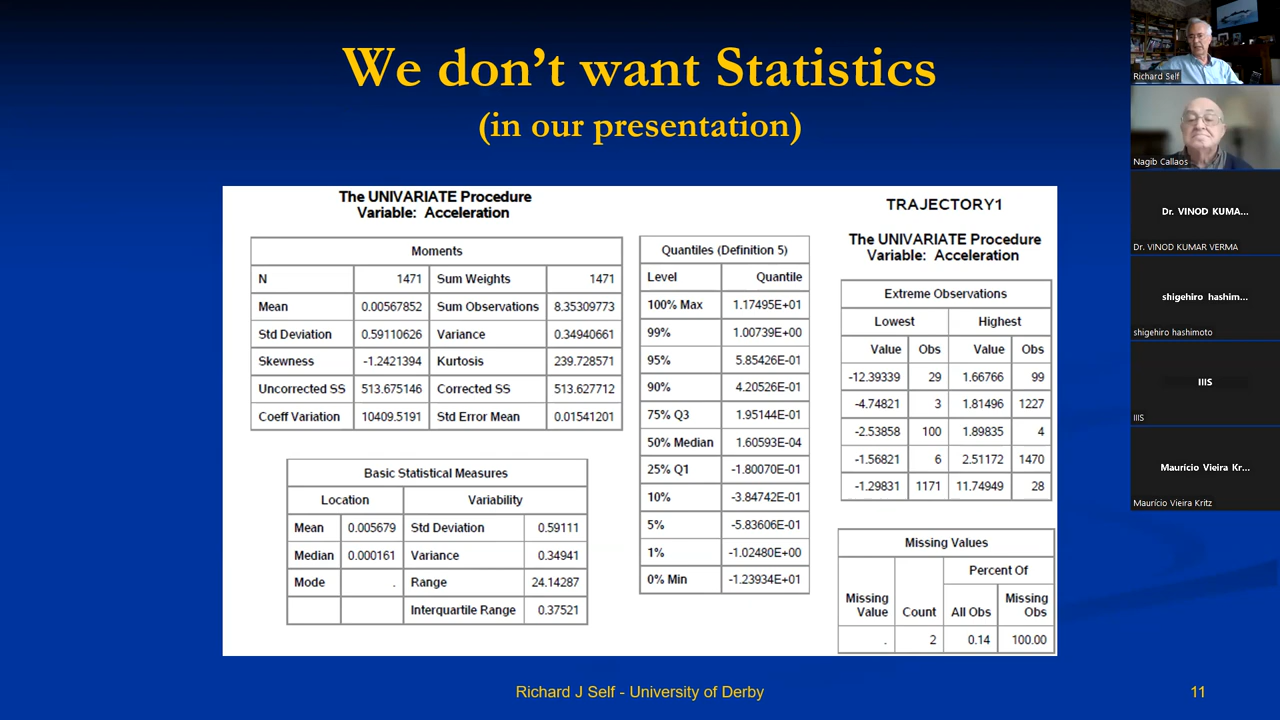 We don't want Statistics
(in our presentation)
The UNIVARIATE Procedure
Variable: Acceleration
Moments
N 1471 Sum Weights 1471
Mean 0.00567852 Sum Observations 8.35309773
Std Deviation 0.59110626 Variance 0.34940661
Skewness -1.2421394 Kurtosis 239.728571
Uncorrected SS 513.675146 Corrected SS 513.627712
Coeff Variation 10409.5191 Std Error Mean 0.01541201
Basic Statistical Measures
Location Variability
Mean 0.005679 Std Deviation 0.59111
Median 0.000161 Variance 0.34941
Mode . Range 24.14287
Interquartile Range 0.37521
Quantiles (Definition 5)
Level Quantile
100% Max 1.17495E+01
99% 1.00739E+00
95% 5.85426E-01
90% 4.20526E-01
75% Q3 1.95144E-01
50% Median 1.60593E-04
25% Q1 -1.80070E-01
10% -3.84742E-01
5% -5.83606E-01
1% -1.02480E+00
0% Min -1.23934E+01
TRAJECTORY1
The UNIVARIATE Procedure
Variable: Acceleration
Extreme Observations
Lowest Highest
Value Obs Value Obs
-12.39339 29 1.66766 99
-4.74821 3 1.81496 1227
-2.53858 100 1.89835 4
-1.56821 6 2.51172 1470
-1.29831 1171 11.74949 28
Missing Values
Percent Of
Missing Missing
Value Count All Obs Obs
. 2 0.14 100.00
Richard J Self - University of Derby
11
Richard Self
Nagib Callaos
Dr. VINOD KUMA...
Dr. VINOD KUMAR VERMA
shigehiro hashim...
shigehiro hashimoto
IIIS
IIIS
Maurício Vieira Kr...
Maurício Vieira Kritz